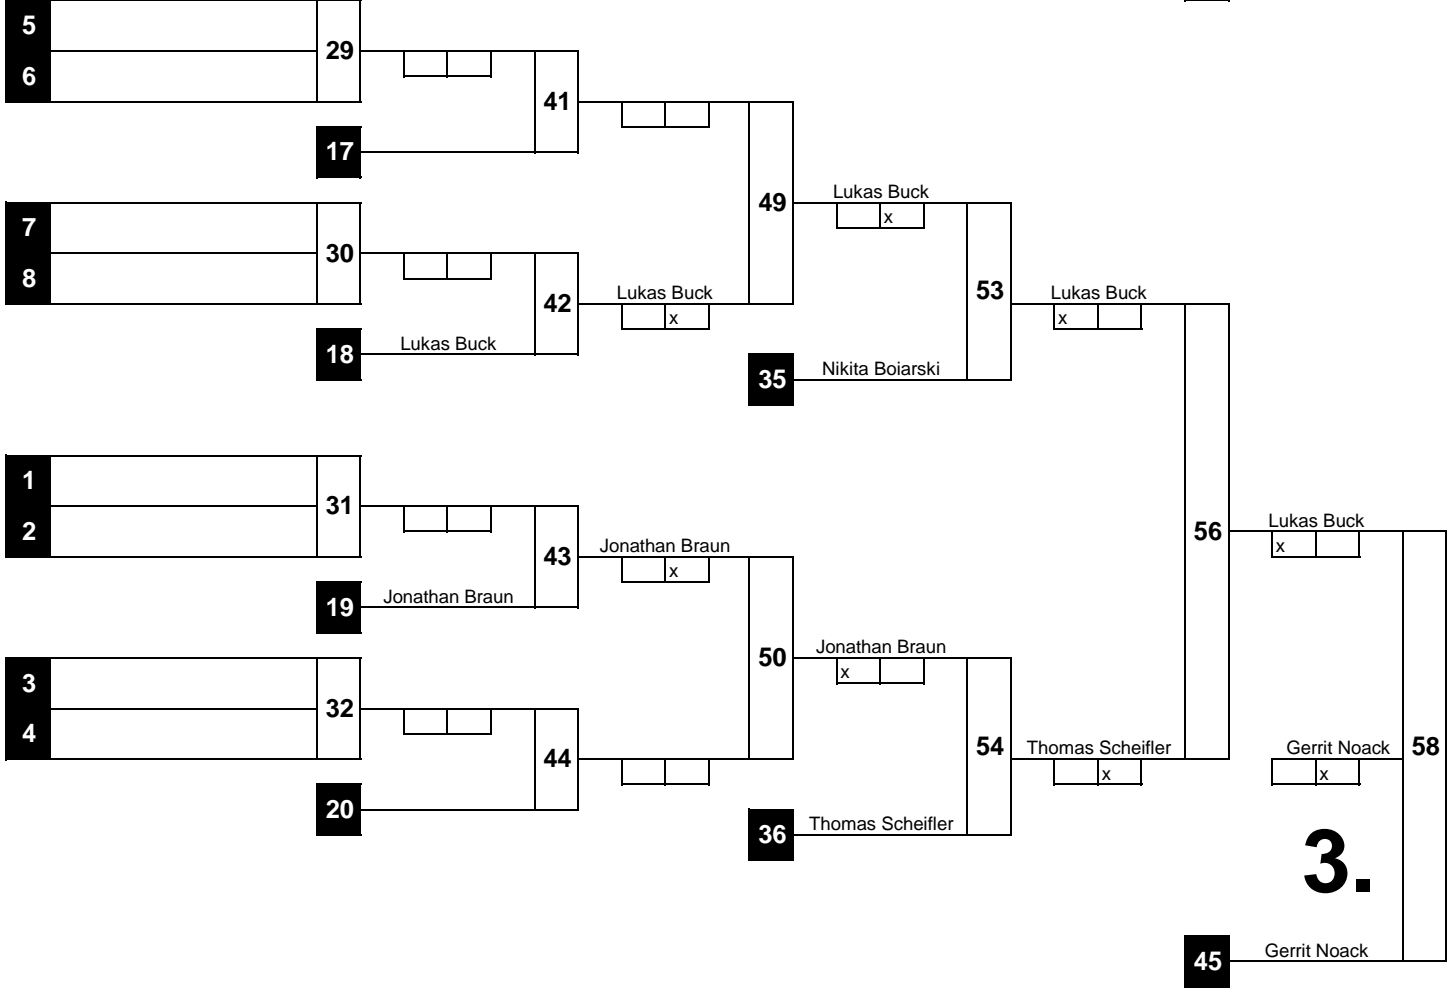 5
29
6
41
17
Lukas Buck
7
49
x
30
8
53
42
Lukas Buck
x
Lukas Buck
x
18
Lukas Buck
35
Nikita Boiarski
1
31
2
56
Lukas Buck
x
43
Jonathan Braun
x
19
Jonathan Braun
50
Jonathan Braun
x
3
32
4
54
Thomas Scheifler
x
Gerrit Noack
x
58
44
20
36
Thomas Scheifler
3.
45
Gerrit Noack